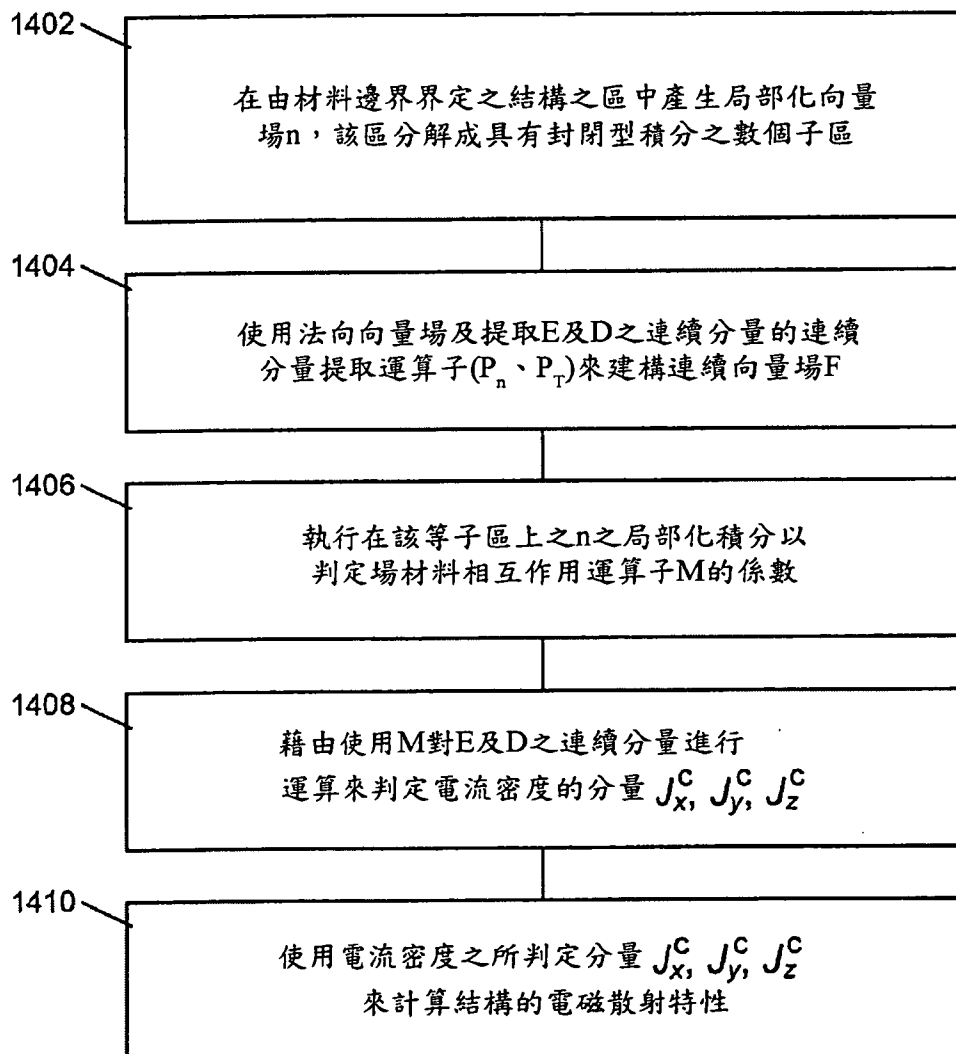 1402
在由材料邊界界定之結構之區中產生局部化向量
場n，該區分解成具有封閉型積分之數個子區
1404
使用法向向量場及提取E及D之連續分量的連續
分量提取運算子(Pn、PT)來建構連續向量場F
1406
執行在該等子區上之n之局部化積分以
判定場材料相互作用運算子M的係數
1408
藉由使用M對E及D之連續分量進行
運算來判定電流密度的分量 J_x^C, J_y^C, J_z^C
1410
使用電流密度之所判定分量 J_x^C, J_y^C, J_z^C
來計算結構的電磁散射特性